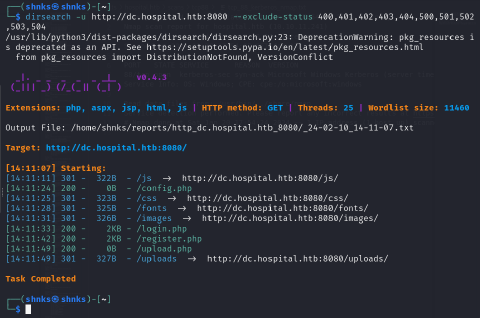 ┌──(shnks㉿shnks)-[~]
└─$ dirsearch -u http://dc.hospital.htb:8080 --exclude-status 400,401,402,403,404,500,501,502
,503,504
/usr/lib/python3/dist-packages/dirsearch/dirsearch.py:23: DeprecationWarning: pkg_resources i
s deprecated as an API. See https://setuptools.pypa.io/en/latest/pkg_resources.html
  from pkg_resources import DistributionNotFound, VersionConflict
v0.4.3
Extensions: php, aspx, jsp, html, js | HTTP method: GET | Threads: 25 | Wordlist size: 11460
Output File: /home/shnks/reports/http_dc.hospital.htb_8080/_24-02-10_14-11-07.txt
Target: http://dc.hospital.htb:8080/
[14:11:07] Starting:
[14:11:11] 301 -  322B  - /js  →  http://dc.hospital.htb:8080/js/
[14:11:24] 200 -    0B  - /config.php
[14:11:25] 301 -  323B  - /css  →  http://dc.hospital.htb:8080/css/
[14:11:28] 301 -  325B  - /fonts  →  http://dc.hospital.htb:8080/fonts/
[14:11:31] 301 -  326B  - /images  →  http://dc.hospital.htb:8080/images/
[14:11:33] 200 -    2KB - /login.php
[14:11:42] 200 -    2KB - /register.php
[14:11:49] 200 -    0B  - /upload.php
[14:11:49] 301 -  327B  - /uploads  →  http://dc.hospital.htb:8080/uploads/
Task Completed
┌──(shnks㉿shnks)-[~]
└─$